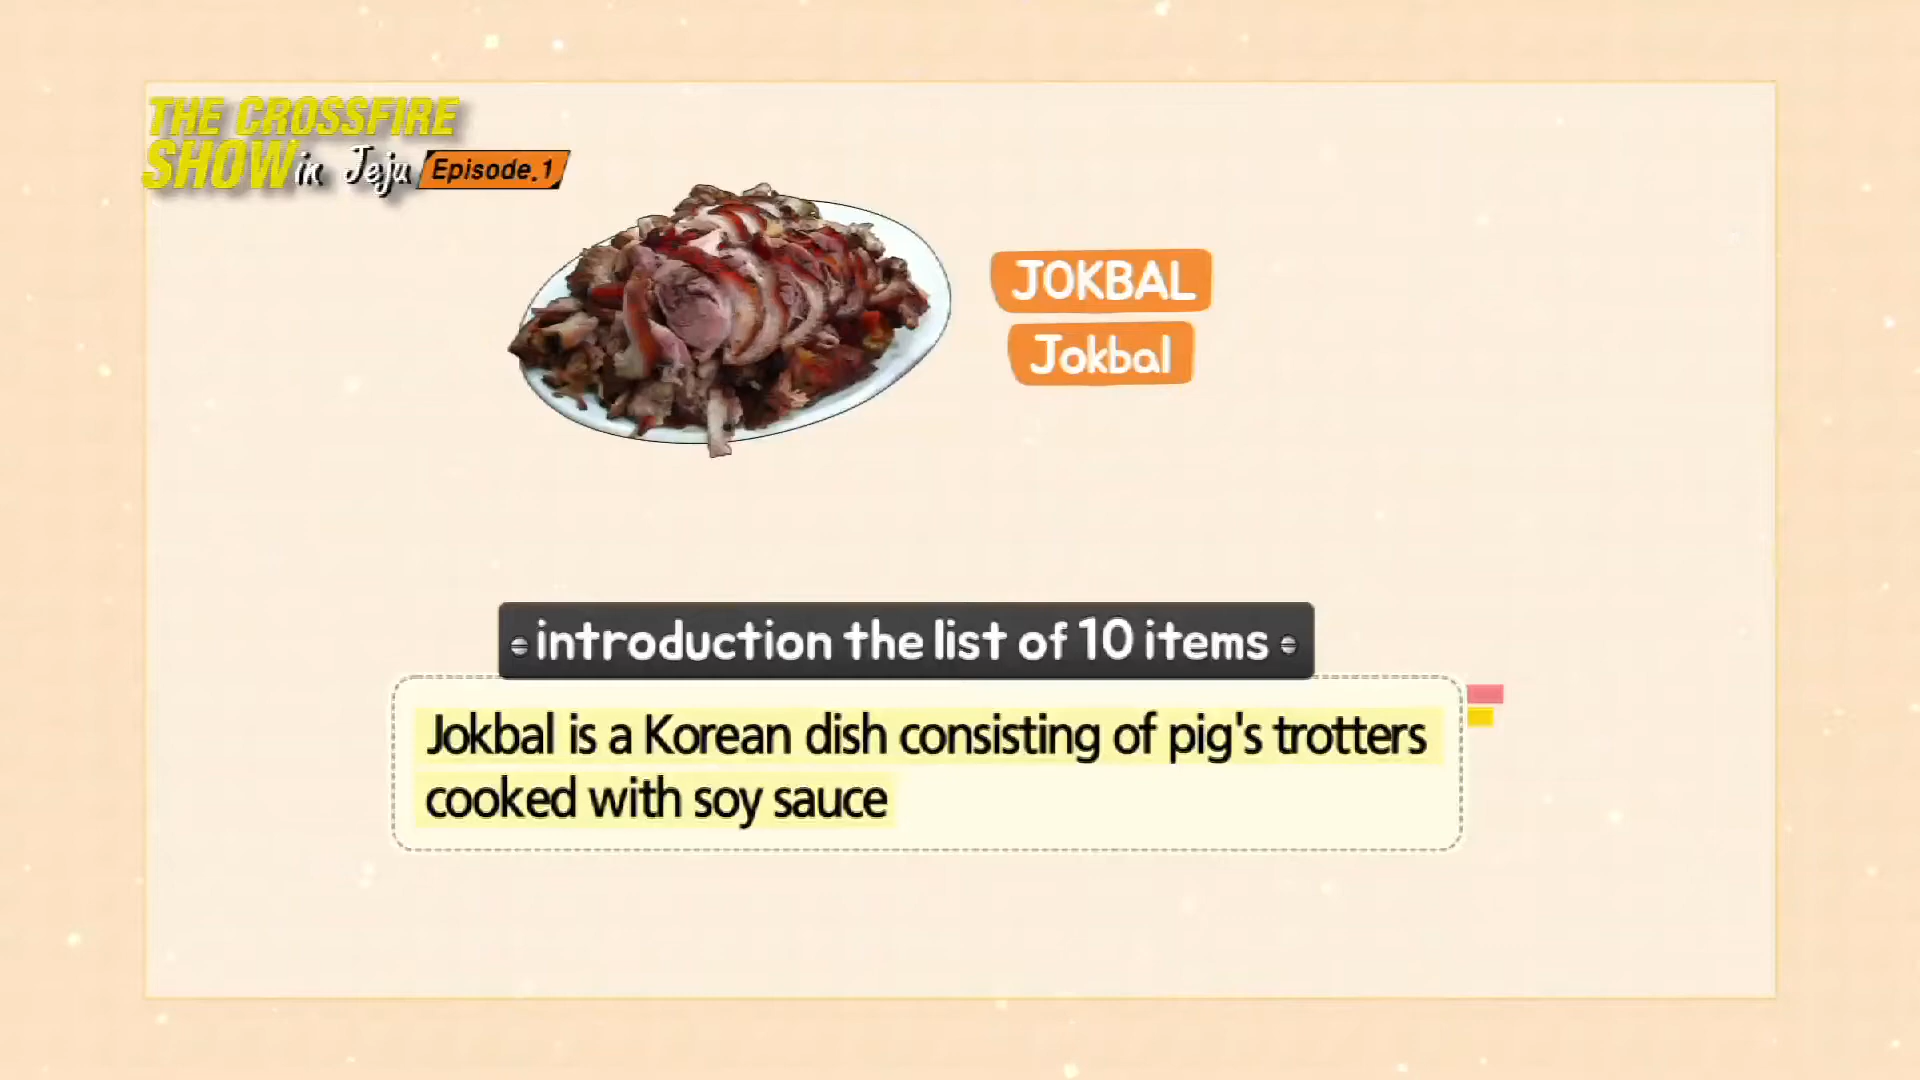 THE CROSSFIRE
SHOW in Jeju Episode.1
JOKBAL
Jokbal
introduction the list of 10 items
Jokbal is a Korean dish consisting of pig's trotters
cooked with soy sauce